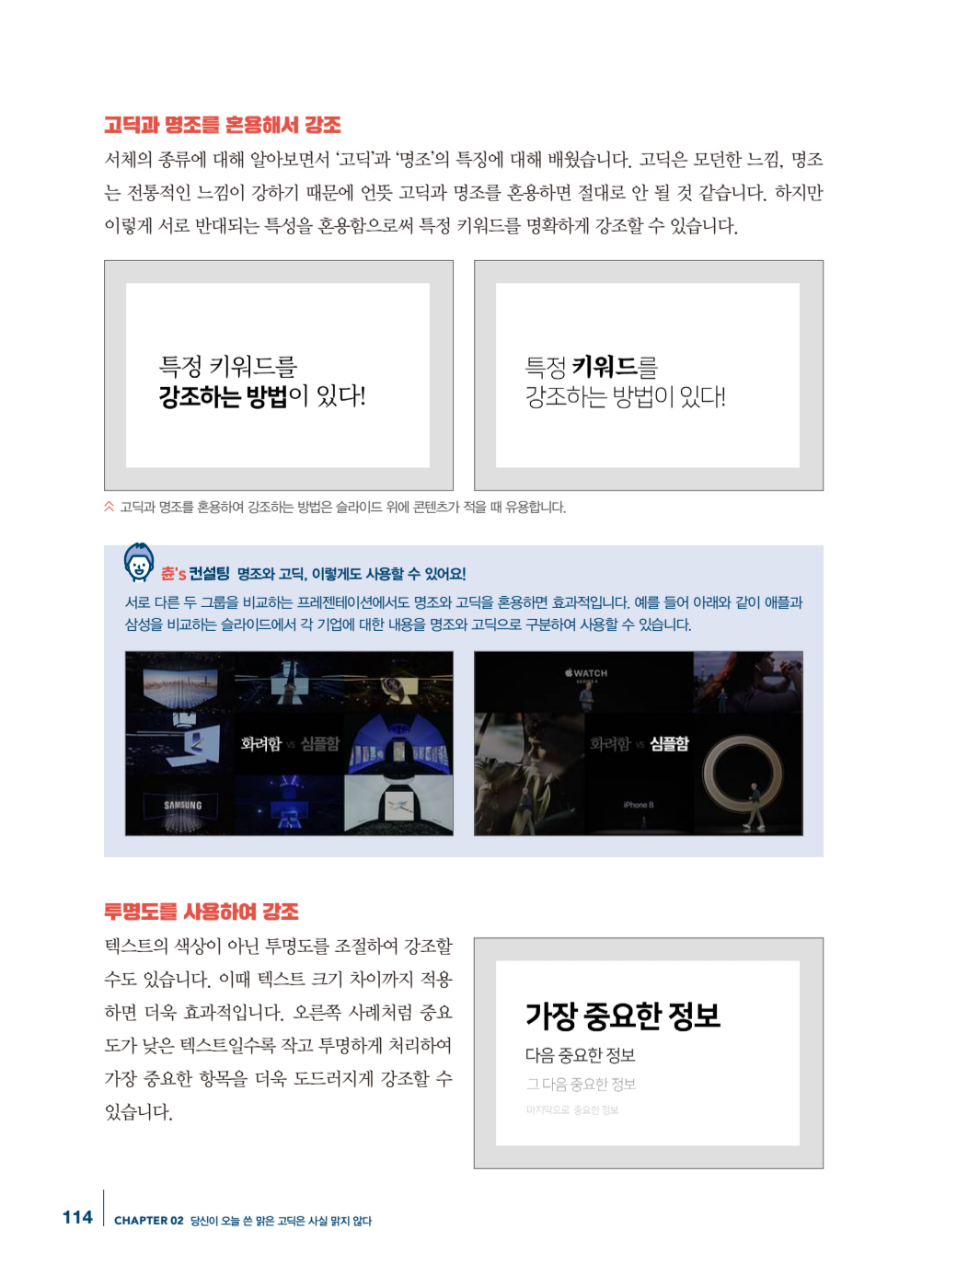 고딕과 명조를 혼용해서 강조
서체의 종류에 대해 알아보면서 ‘고딕’과 ‘명조’의 특징에 대해 배웠습니다. 고딕은 모던한 느낌, 명조
는 전통적인 느낌이 강하기 때문에 언뜻 고딕과 명조를 혼용하면 절대로 안 될 것 같습니다. 하지만
이렇게 서로 반대되는 특성을 혼용함으로써 특정 키워드를 명확하게 강조할 수 있습니다.
특정 키워드를
강조하는 방법이 있다!
특정 키워드를
강조하는 방법이 있다!
고딕과 명조를 혼용하여 강조하는 방법은 슬라이드 위에 콘텐츠가 적을 때 유용합니다.
춘's 컨설팅 명조와 고딕, 이렇게도 사용할 수 있어요!
서로 다른 두 그룹을 비교하는 프레젠테이션에서도 명조와 고딕을 혼용하면 효과적입니다. 예를 들어 아래와 같이 애플과
삼성을 비교하는 슬라이드에서 각 기업에 대한 내용을 명조와 고딕으로 구분하여 사용할 수 있습니다.
화려함 VS 심플함
SAMSUNG
WATCH
SERIES 4
화려함 VS 심플함
iPhone 8
투명도를 사용하여 강조
텍스트의 색상이 아닌 투명도를 조절하여 강조할
수도 있습니다. 이때 텍스트 크기 차이까지 적용
하면 더욱 효과적입니다. 오른쪽 사례처럼 중요
도가 낮은 텍스트일수록 작고 투명하게 처리하여
가장 중요한 항목을 더욱 도드러지게 강조할 수
있습니다.
가장 중요한 정보
다음 중요한 정보
그 다음 중요한 정보
마지막으로 중요한 정보
114 CHAPTER 02 당신이 오늘 쓴 맑은 고딕은 사실 맑지 않다